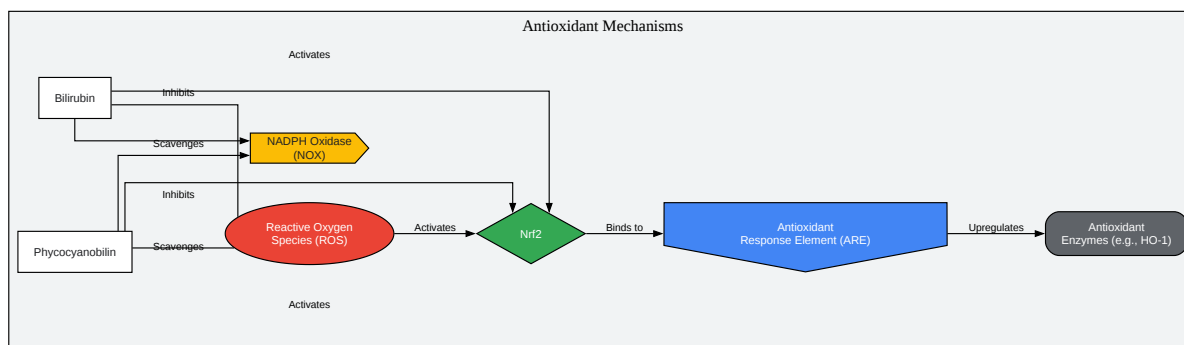 Antioxidant Mechanisms
Activates
Inhibits
Bilirubin
Scavenges
NADPH Oxidase
(NOX)
Inhibits
Phycocyanobilin
Scavenges
Reactive Oxygen
Species (ROS)
Activates
Nrf2
Binds to
Antioxidant
Response Element (ARE)
Upregulates
Antioxidant
Enzymes (e.g., HO-1)
Activates